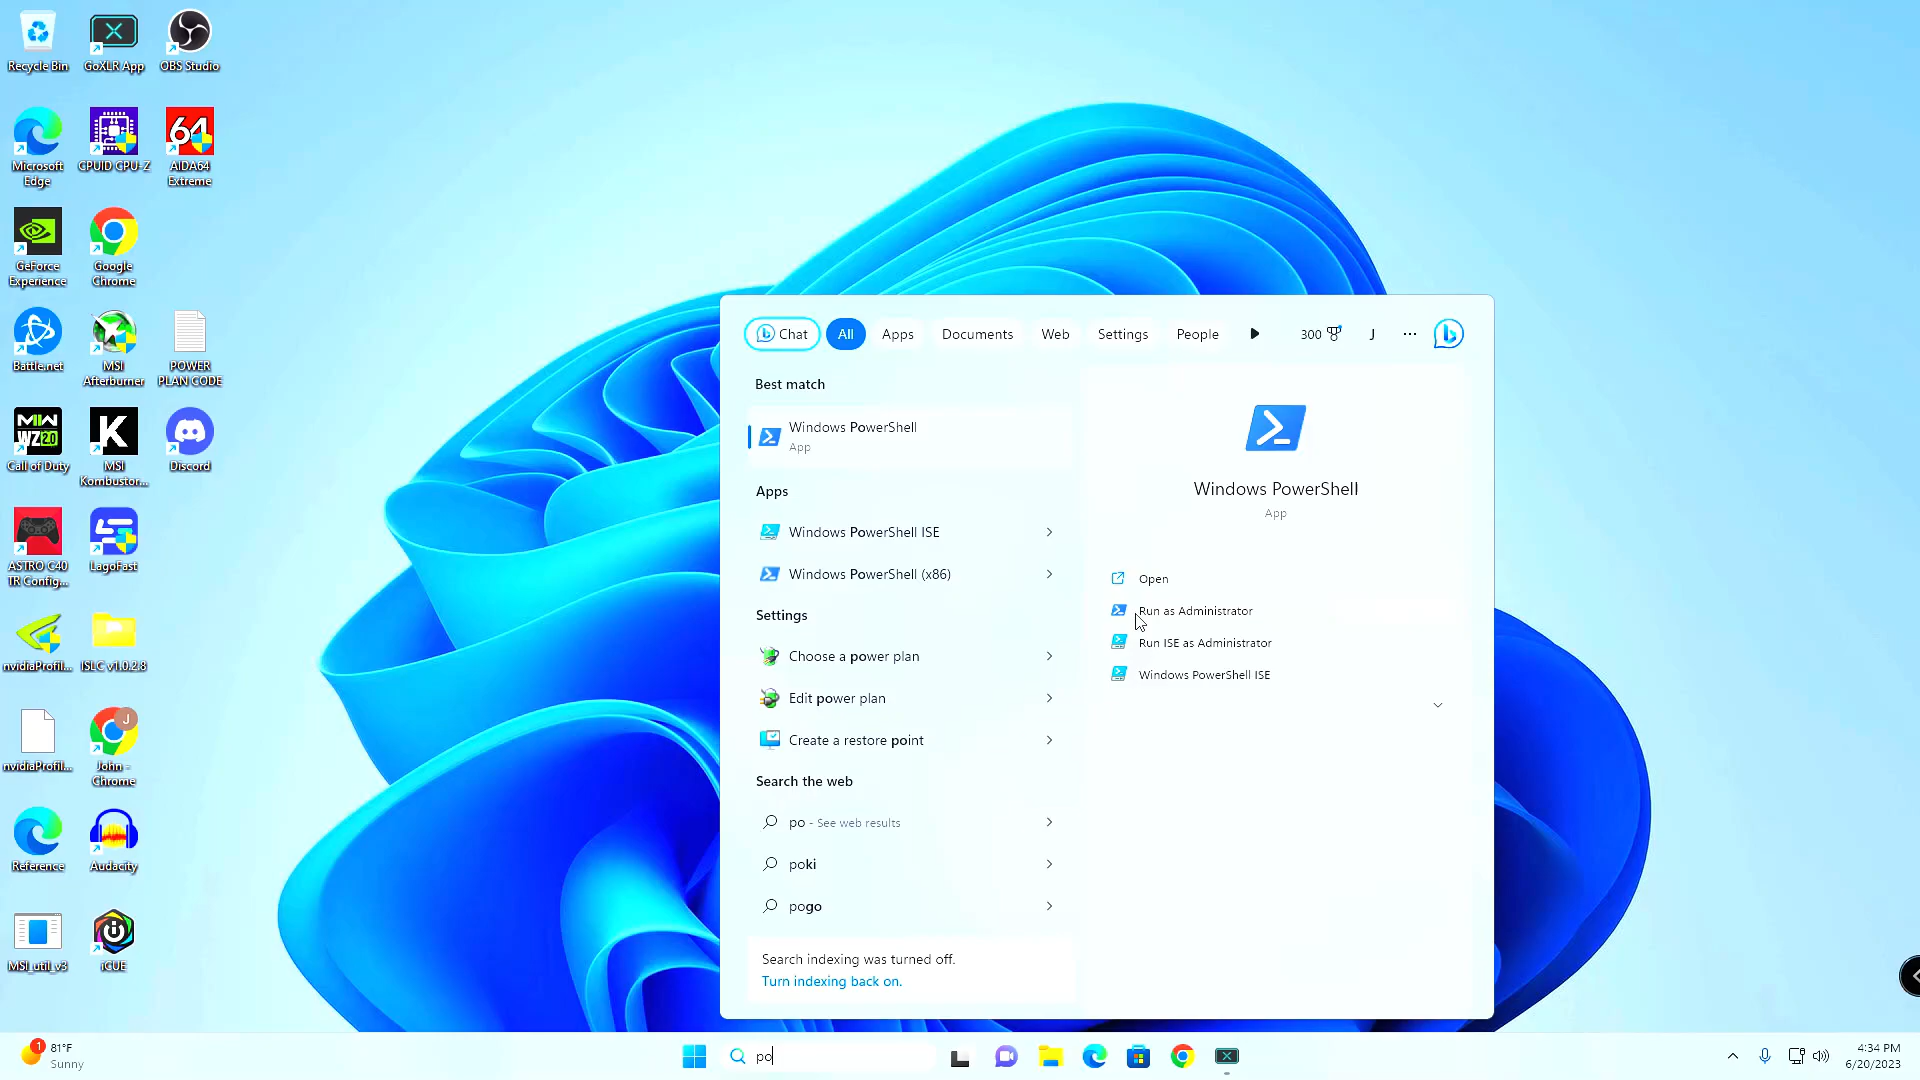 Recycle Bin
GoXLR App
OBS Studio
Microsoft
Edge
CPUID CPU-Z
64
AIDA64
Extreme
GeForce
Experience
Google
Chrome
Battle.net
MSI
Afterburner
POWER
PLAN CODE
MW
WZ2.0
Call of Duty
K
MSI
Kombustor...
Discord
ASTRO C40
TR Config...
LagoFast
nvidiaProfil...
ISLC v1.0.2.8
nvidiaProfil...
J
John -
Chrome
Reference
Audacity
MSI_util_v3
iCUE
Chat
All
Apps
Documents
Web
Settings
People
300
J
Best match
Windows PowerShell
App
Apps
Windows PowerShell ISE
Windows PowerShell (x86)
Settings
Choose a power plan
Edit power plan
Create a restore point
Search the web
po - See web results
poki
pogo
Search indexing was turned off.
Turn indexing back on.
Windows PowerShell
App
Open
Run as Administrator
Run ISE as Administrator
Windows PowerShell ISE
1
81°F
Sunny
po
4:34 PM
6/20/2023